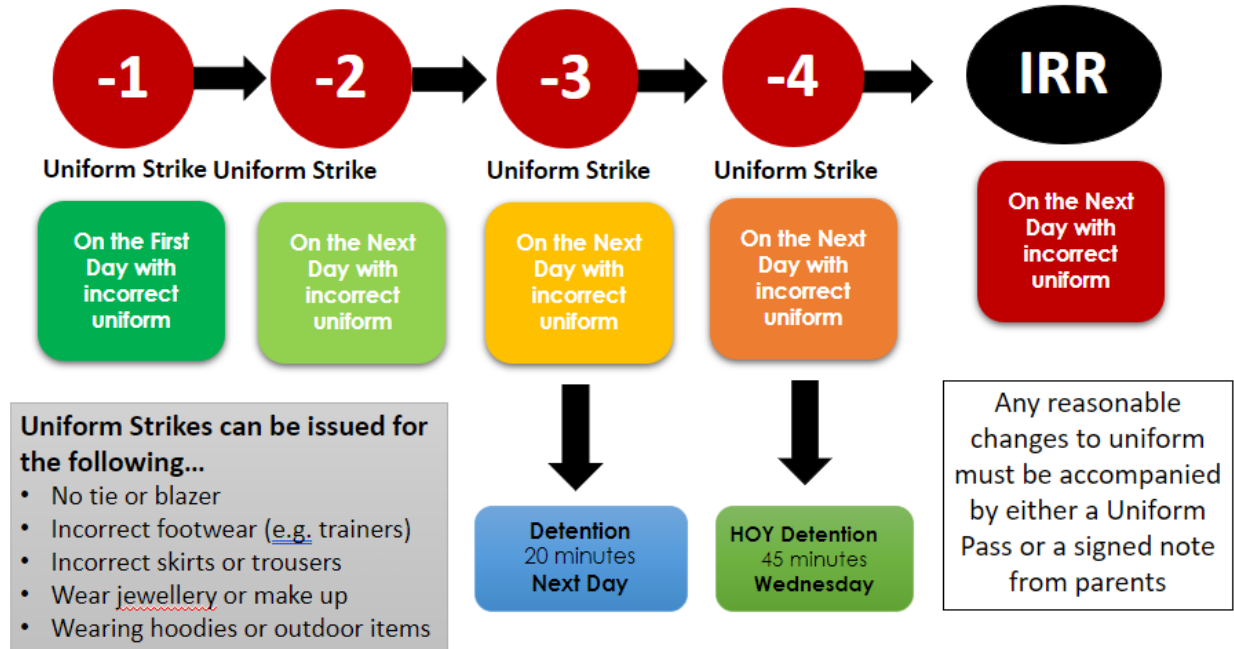 -1
-2
-3
-4
IRR
Uniform Strike
Uniform Strike
Uniform Strike
Uniform Strike
On the First
Day with
incorrect
uniform
On the Next
Day with
incorrect
uniform
On the Next
Day with
incorrect
uniform
On the Next
Day with
incorrect
uniform
On the Next
Day with
incorrect
uniform
Uniform Strikes can be issued for
the following...
• No tie or blazer
• Incorrect footwear (e.g. trainers)
• Incorrect skirts or trousers
• Wear jewellery or make up
• Wearing hoodies or outdoor items
Detention
20 minutes
Next Day
HOY Detention
45 minutes
Wednesday
Any reasonable
changes to uniform
must be accompanied
by either a Uniform
Pass or a signed note
from parents